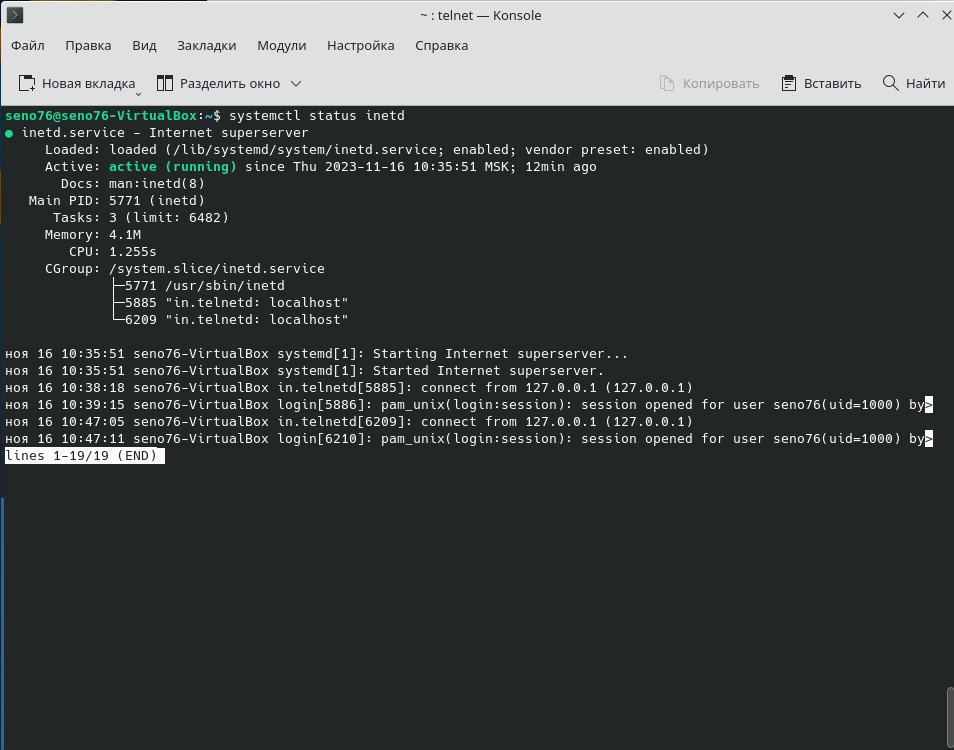 ~ : telnet — Konsole
Файл Правка Вид Закладки Модули Настройка Справка
Новая вкладка Разделить окно Копировать Вставить Найти
seno76@seno76-VirtualBox:~$ systemctl status inetd
● inetd.service - Internet superserver
     Loaded: loaded (/lib/systemd/system/inetd.service; enabled; vendor preset: enabled)
     Active: active (running) since Thu 2023-11-16 10:35:51 MSK; 12min ago
       Docs: man:inetd(8)
   Main PID: 5771 (inetd)
      Tasks: 3 (limit: 6482)
     Memory: 4.1M
        CPU: 1.255s
     CGroup: /system.slice/inetd.service
             ├─5771 /usr/sbin/inetd
             ├─5885 "in.telnetd: localhost"
             └─6209 "in.telnetd: localhost"
ноя 16 10:35:51 seno76-VirtualBox systemd[1]: Starting Internet superserver...
ноя 16 10:35:51 seno76-VirtualBox systemd[1]: Started Internet superserver.
ноя 16 10:38:18 seno76-VirtualBox in.telnetd[5885]: connect from 127.0.0.1 (127.0.0.1)
ноя 16 10:39:15 seno76-VirtualBox login[5886]: pam_unix(login:session): session opened for user seno76(uid=1000) by>
ноя 16 10:47:05 seno76-VirtualBox in.telnetd[6209]: connect from 127.0.0.1 (127.0.0.1)
ноя 16 10:47:11 seno76-VirtualBox login[6210]: pam_unix(login:session): session opened for user seno76(uid=1000) by>
lines 1-19/19 (END)